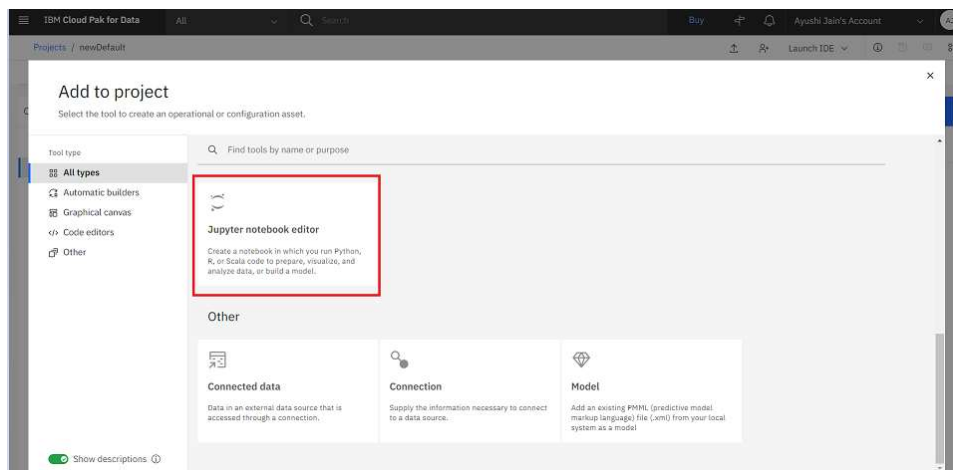 IBM Cloud Pak for Data All Search Buy Ayushi Jain's Account
Projects / newDefault Launch IDE
Add to project
Select the tool to create an operational or configuration asset.
Tool type
All types
Automatic builders
Graphical canvas
Code editors
Other
Find tools by name or purpose
Jupyter notebook editor
Create a notebook in which you run Python,
R, or Scala code to prepare, visualize, and
analyze data, or build a model.
Other
Connected data
Data in an external data source that is
accessed through a connection.
Connection
Supply the information necessary to connect
to a data source.
Model
Add an existing PMML (predictive model
markup language) file (.xml) from your local
system as a model
Show descriptions